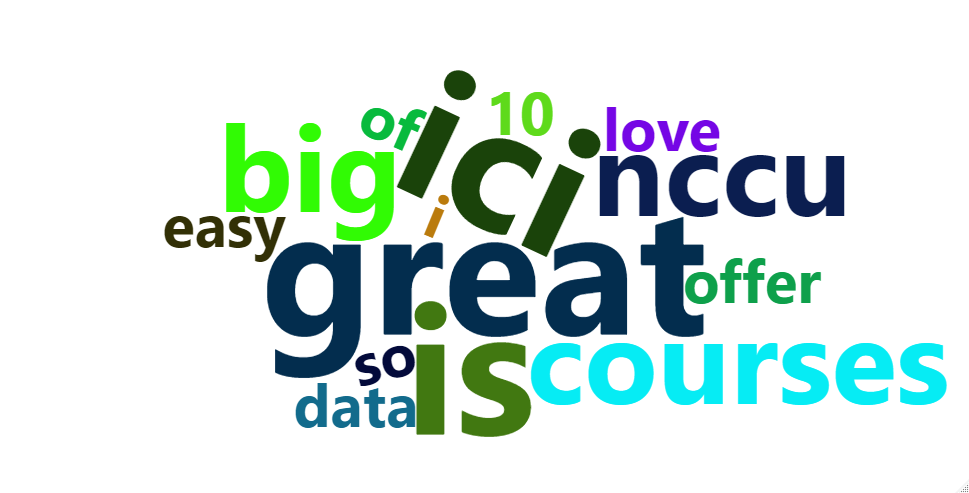 of
ici
10
love
big
nccu
easy
i
great
offer
so
is
courses
data